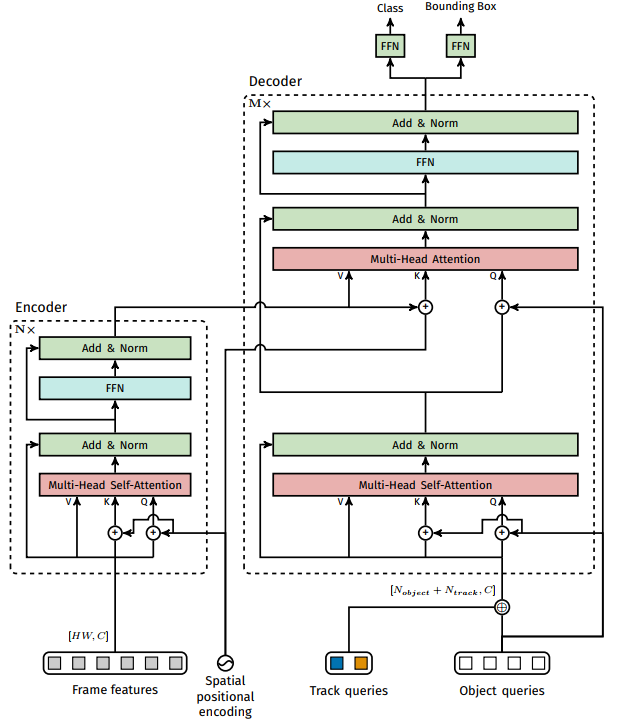 Class
Bounding Box
FFN
FFN
Decoder
M×
Add & Norm
FFN
Add & Norm
Multi-Head Attention
V
K
Q
Encoder
N×
Add & Norm
FFN
Add & Norm
Multi-Head Self-Attention
V
K
Q
Add & Norm
Multi-Head Self-Attention
V
K
Q
[N_object + N_track, C]
[HW, C]
Frame features
Spatial
positional
encoding
Track queries
Object queries